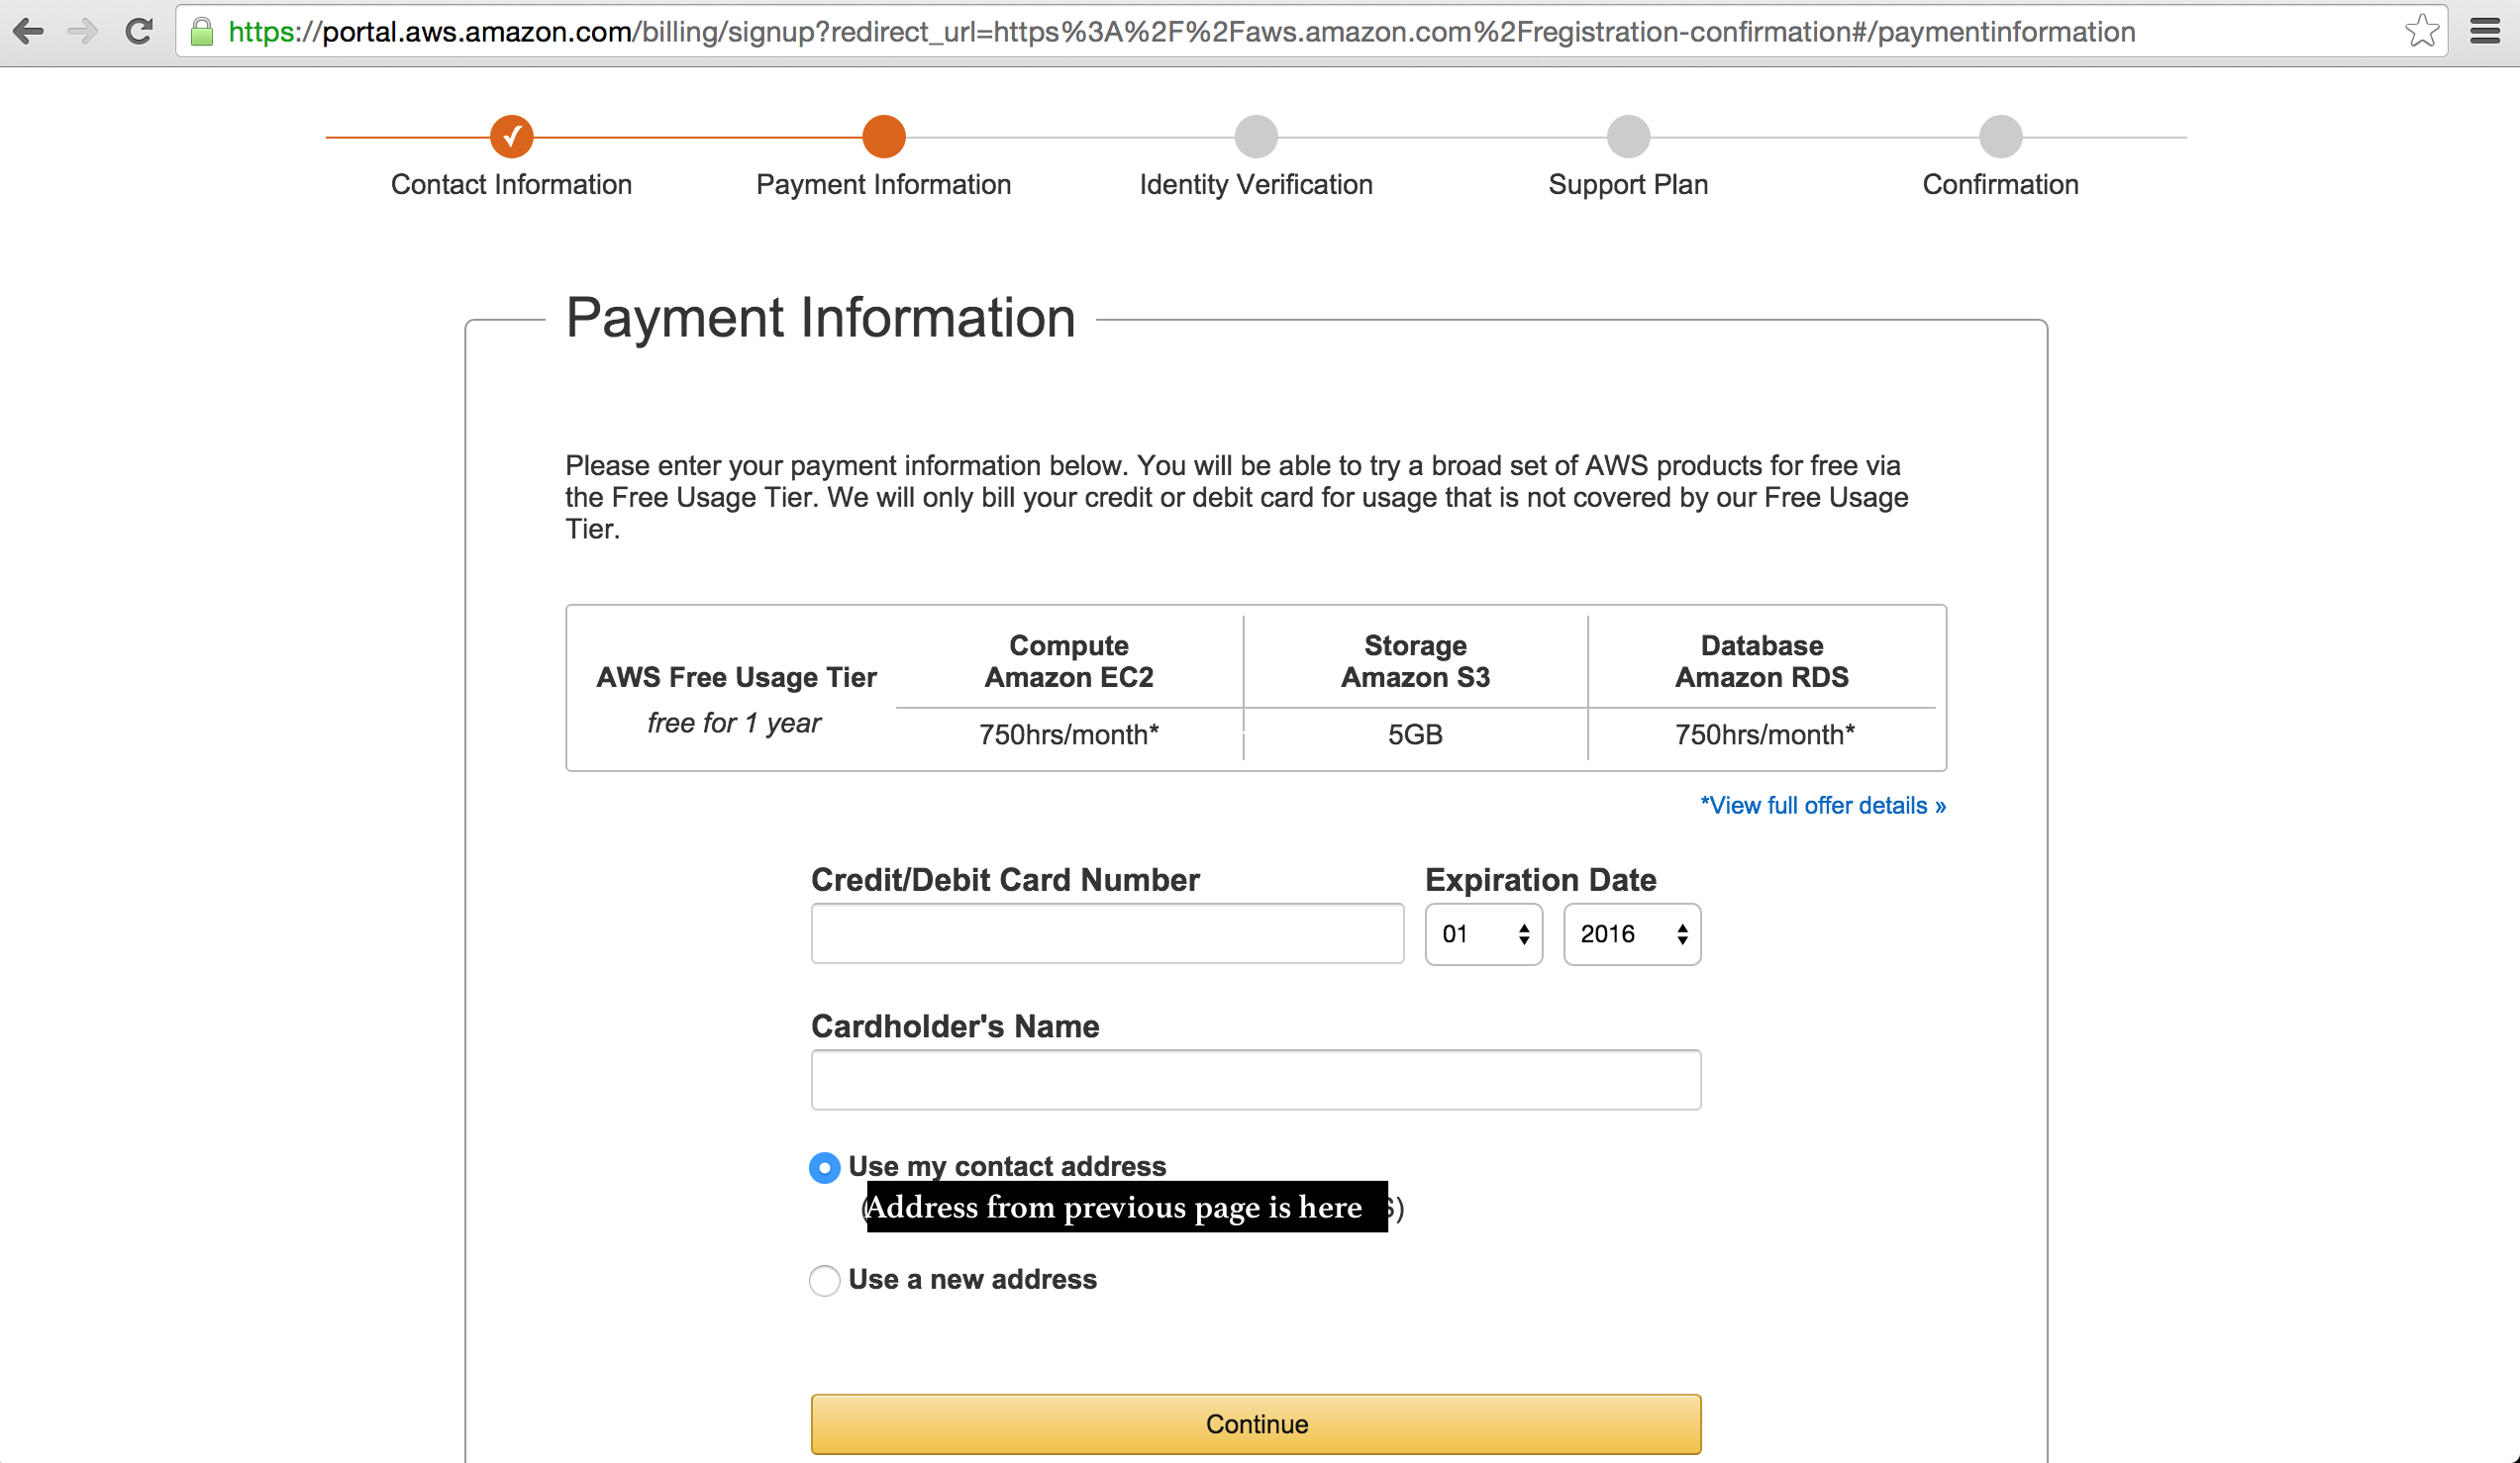 https://portal.aws.amazon.com/billing/signup?redirect_url=https%3A%2F%2Faws.amazon.com%2Fregistration-confirmation#/paymentinformation
Contact Information Payment Information Identity Verification Support Plan Confirmation
Payment Information
Please enter your payment information below. You will be able to try a broad set of AWS products for free via
the Free Usage Tier. We will only bill your credit or debit card for usage that is not covered by our Free Usage
Tier.
AWS Free Usage Tier
free for 1 year
Compute
Amazon EC2
750hrs/month*
Storage
Amazon S3
5GB
Database
Amazon RDS
750hrs/month*
*View full offer details »
Credit/Debit Card Number Expiration Date
01 2016
Cardholder's Name
Use my contact address
(Address from previous page is here )
Use a new address
Continue